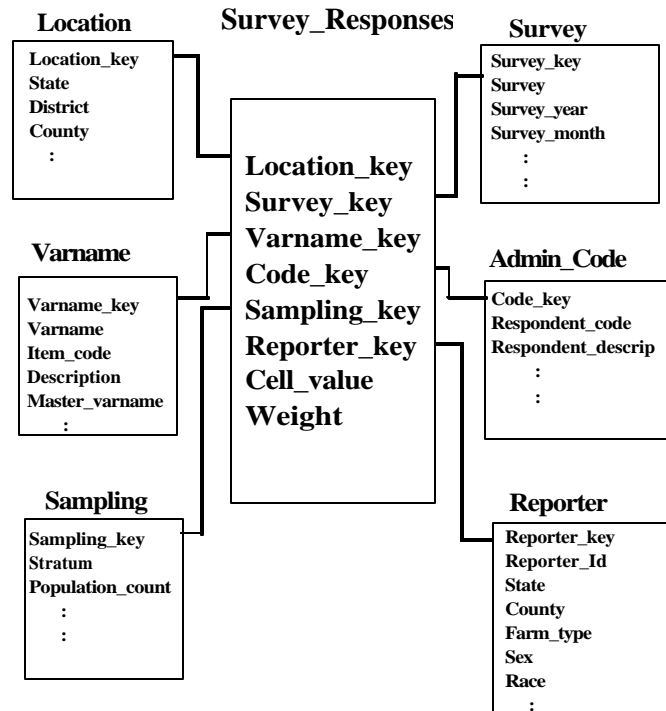 Location
Location_key
State
District
County
:
Survey_Responses
Location_key
Survey_key
Varname_key
Code_key
Sampling_key
Reporter_key
Cell_value
Weight
Survey
Survey_key
Survey
Survey_year
Survey_month
:
:
Varname
Varname_key
Varname
Item_code
Description
Master_varname
:
Admin_Code
Code_key
Respondent_code
Respondent_descrip
:
:
Sampling
Sampling_key
Stratum
Population_count
:
:
Reporter
Reporter_key
Reporter_Id
State
County
Farm_type
Sex
Race
: